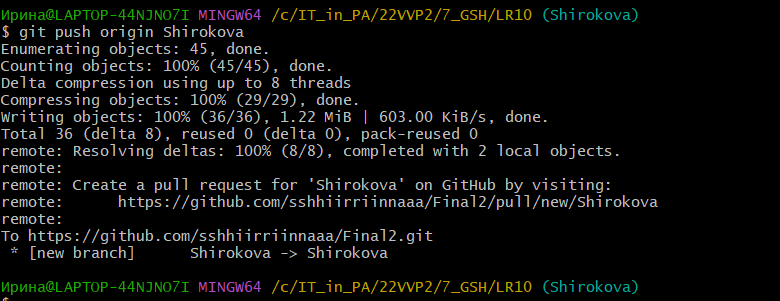 Ирина@LAPTOP-44NJNO7I MINGW64 /c/IT_in_PA/22VVP2/7_GSH/LR10 (Shirokova)
$ git push origin Shirokova
Enumerating objects: 45, done.
Counting objects: 100% (45/45), done.
Delta compression using up to 8 threads
Compressing objects: 100% (29/29), done.
Writing objects: 100% (36/36), 1.22 MiB | 603.00 KiB/s, done.
Total 36 (delta 8), reused 0 (delta 0), pack-reused 0
remote: Resolving deltas: 100% (8/8), completed with 2 local objects.
remote:
remote: Create a pull request for 'Shirokova' on GitHub by visiting:
remote:      https://github.com/sshhiirriinnaaa/Final2/pull/new/Shirokova
remote:
To https://github.com/sshhiirriinnaaa/Final2.git
 * [new branch]      Shirokova -> Shirokova
Ирина@LAPTOP-44NJNO7I MINGW64 /c/IT_in_PA/22VVP2/7_GSH/LR10 (Shirokova)
$